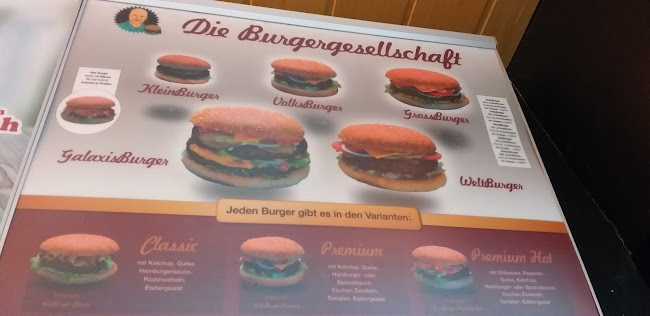 Die Burgergesellschaft
KleinBurger
VolksBurger
GrossBurger
GalaxisBurger
WeltBurger
Jeden Burger gibt es in den Varianten:
Classic
mit Ketchup, Gurke,
Hamburgersauce,
Röstzwiebeln,
Eisbergsalat
Premium
mit Ketchup, Gurke,
Hamburger- oder
Spezialsauce,
frischen Zwiebeln,
Tomaten, Eisbergsalat
Premium Hot
mit Chilisauce, Peperoni,
Gurke, Ketchup,
Hamburger- oder Spezialsauce,
frischen Zwiebeln,
Tomaten, Eisbergsalat